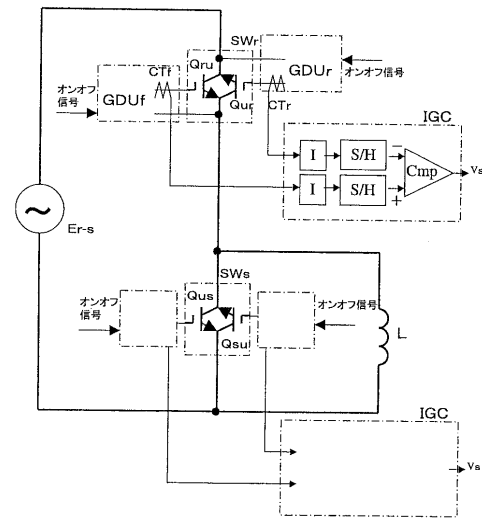 SWr
Qru
CTf
GDUr
オンオフ信号
オンオフ
信号
GDUf
Qur
CTr
IGC
I
S/H
−
Cmp
Vs
I
S/H
+
Er-s
SWs
オンオフ
信号
Qus
オンオフ信号
Qsu
L
IGC
Vs